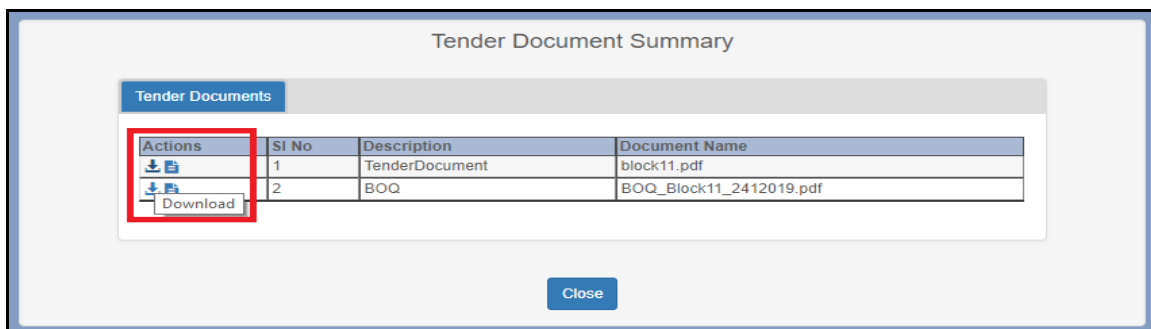 Tender Document Summary
Tender Documents
Actions SI No Description Document Name
1 TenderDocument block11.pdf
2 BOQ BOQ_Block11_2412019.pdf
Download
Close